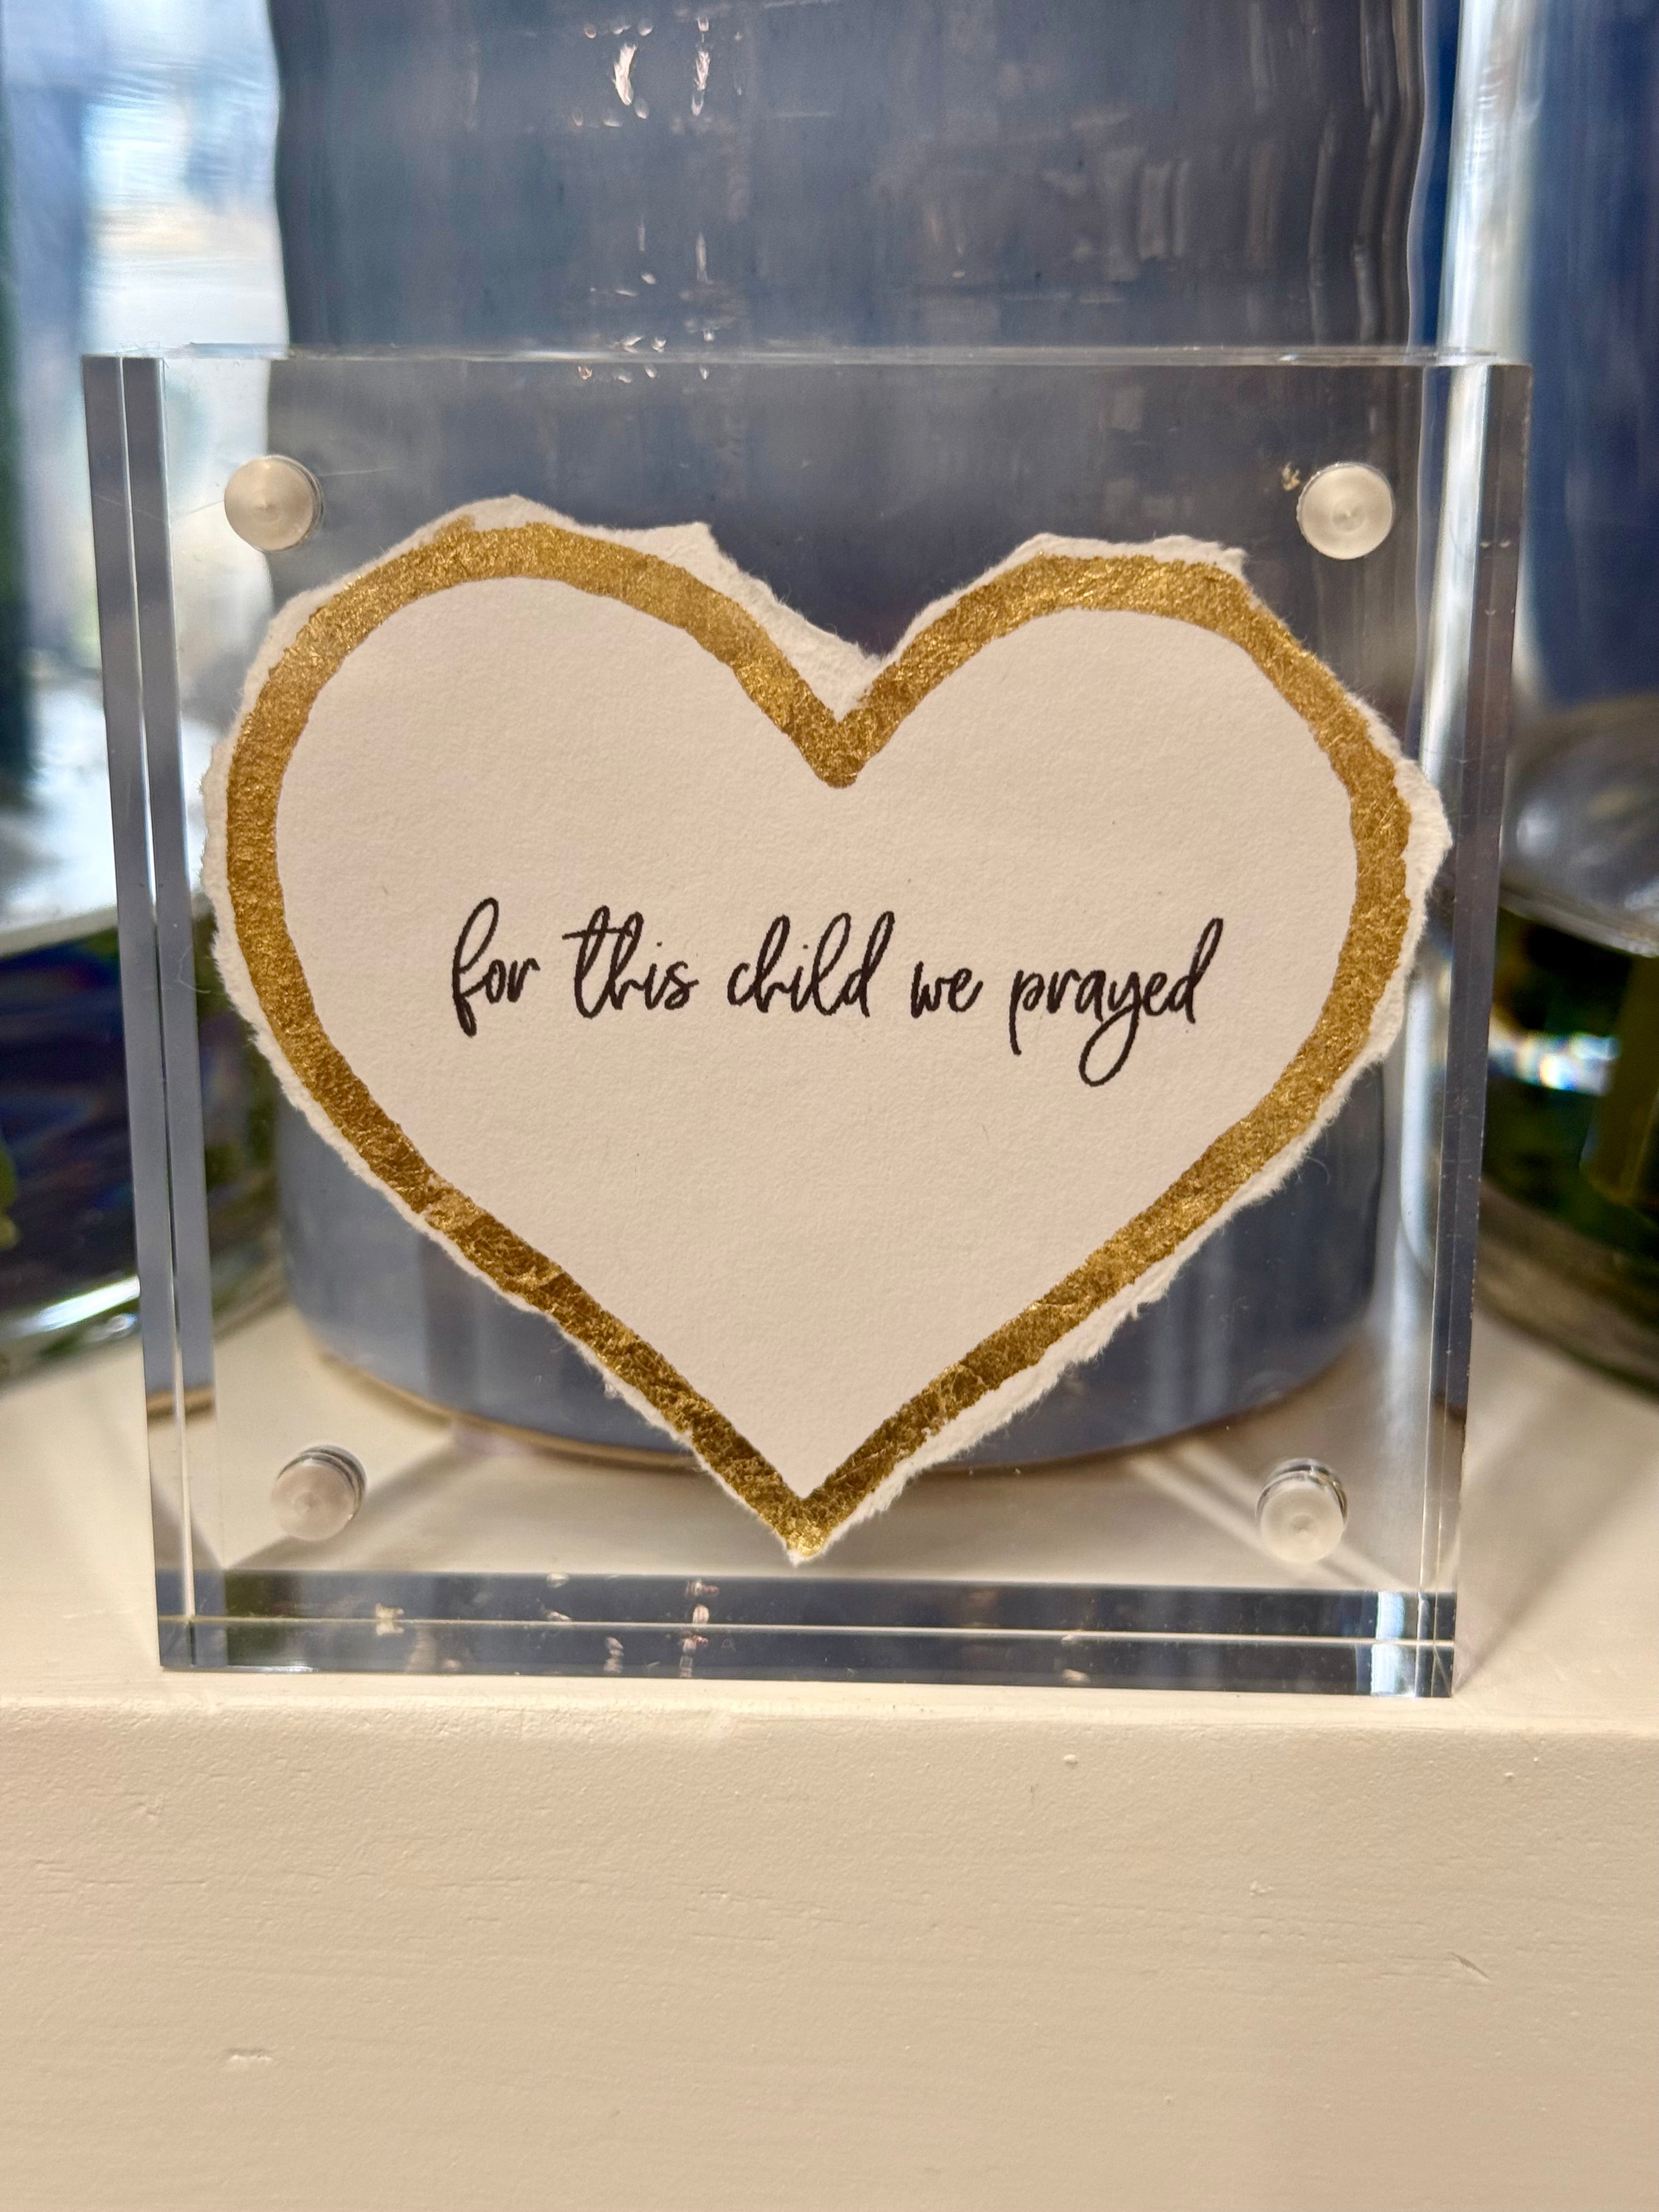 for this child we prayed